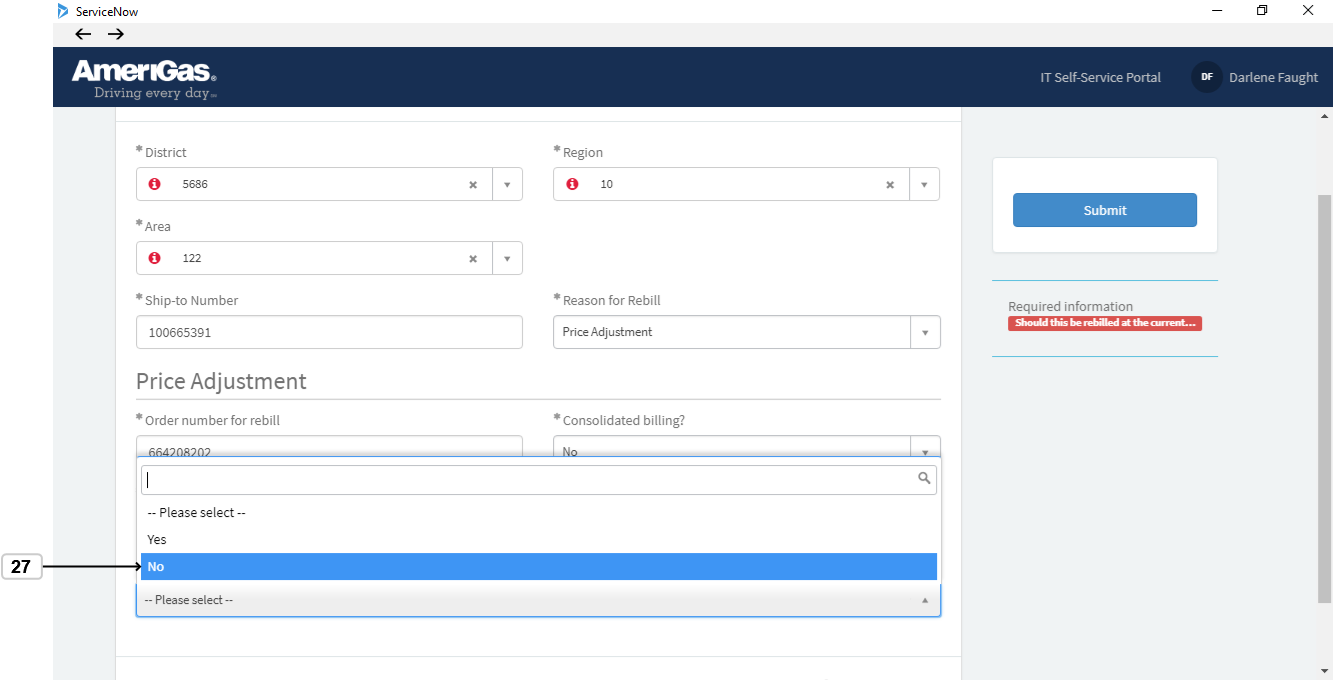 ServiceNow
AmeriGas
Driving every day
IT Self-Service Portal
DF
Darlene Faught
* District
* Region
5686
10
Submit
* Area
122
* Ship-to Number
* Reason for Rebill
Required information
Should this be rebilled at the current...
100665391
Price Adjustment
Price Adjustment
* Order number for rebill
* Consolidated billing?
664208202
No
-- Please select --
Yes
27
No
-- Please select --